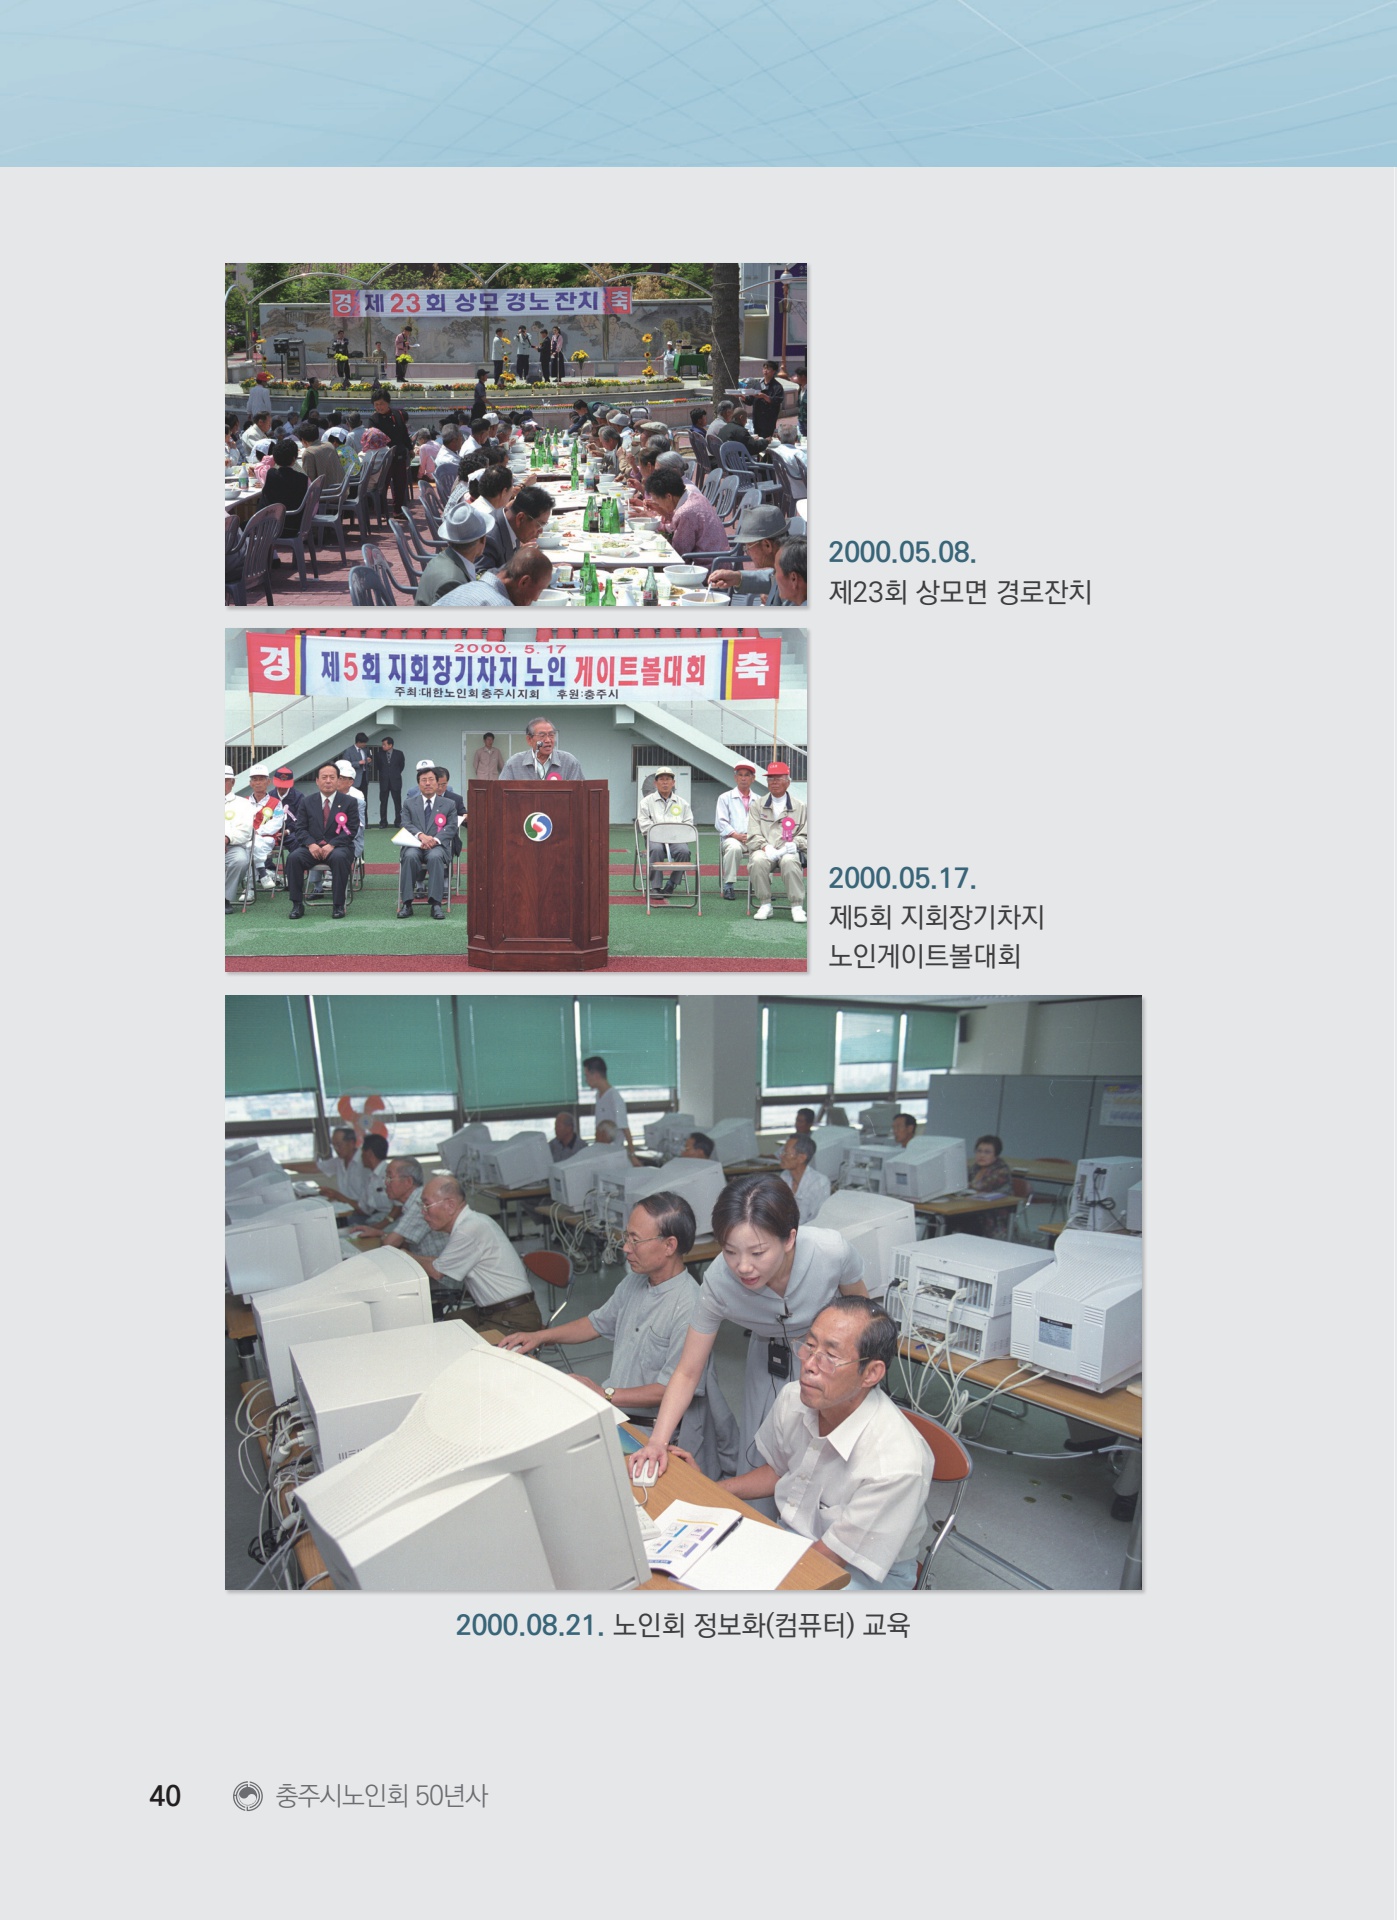 경 제23회 상모 경노잔치 축
2000.05.08.
제23회 상모면 경로잔치
2000. 5. 17
경 제5회 지회장기차지 노인 게이트볼대회 축
주최:대한노인회충주시지회 후원:충주시
2000.05.17.
제5회 지회장기차지
노인게이트볼대회
2000.08.21. 노인회 정보화(컴퓨터) 교육
40 충주시노인회 50년사